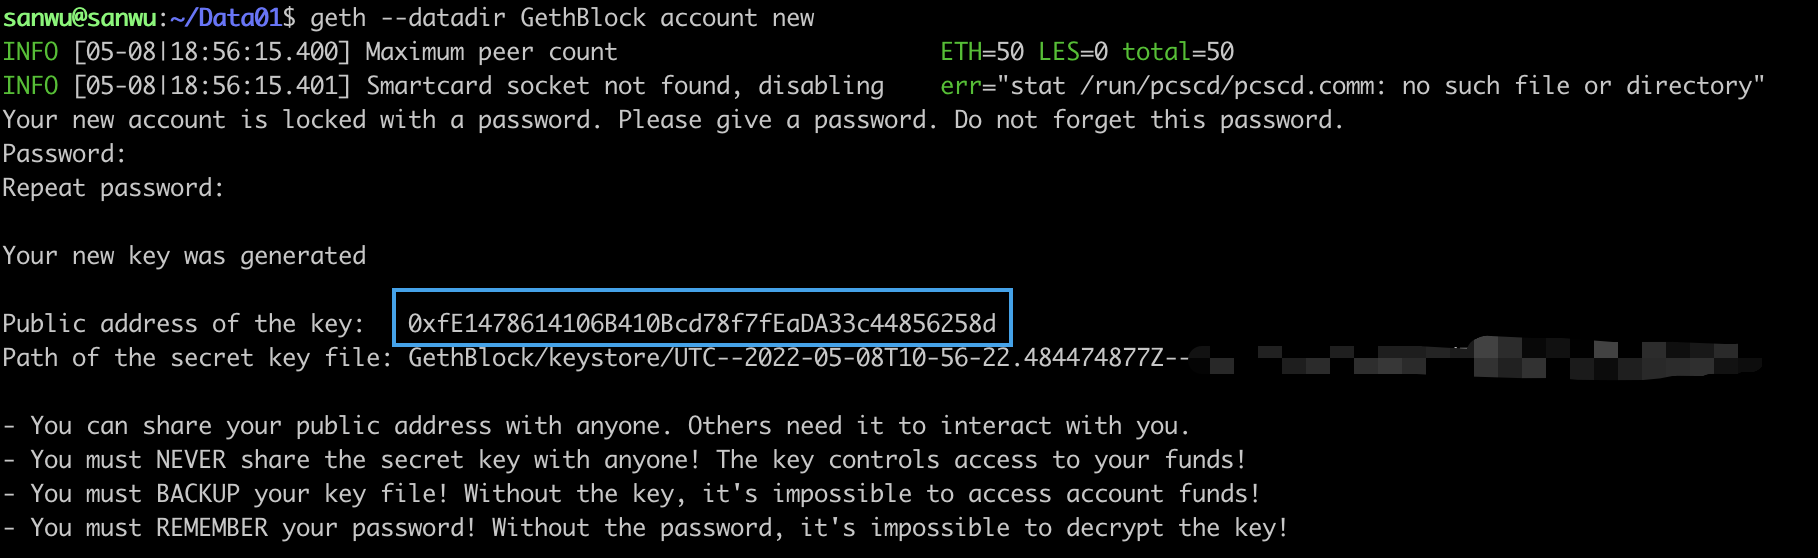 sanwu@sanwu:~/Data01$ geth --datadir GethBlock account new
INFO [05-08|18:56:15.400] Maximum peer count ETH=50 LES=0 total=50
INFO [05-08|18:56:15.401] Smartcard socket not found, disabling err="stat /run/pcscd/pcscd.comm: no such file or directory"
Your new account is locked with a password. Please give a password. Do not forget this password.
Password:
Repeat password:
Your new key was generated
Public address of the key: 0xfE1478614106B410Bcd78f7fEaDA33c44856258d
Path of the secret key file: GethBlock/keystore/UTC--2022-05-08T10-56-22.484474877Z--
- You can share your public address with anyone. Others need it to interact with you.
- You must NEVER share the secret key with anyone! The key controls access to your funds!
- You must BACKUP your key file! Without the key, it's impossible to access account funds!
- You must REMEMBER your password! Without the password, it's impossible to decrypt the key!